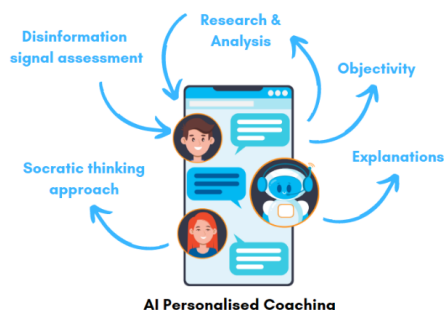 Research &
Analysis
Disinformation
signal assessment
Objectivity
Explanations
Socratic thinking
approach
AI Personalised Coaching